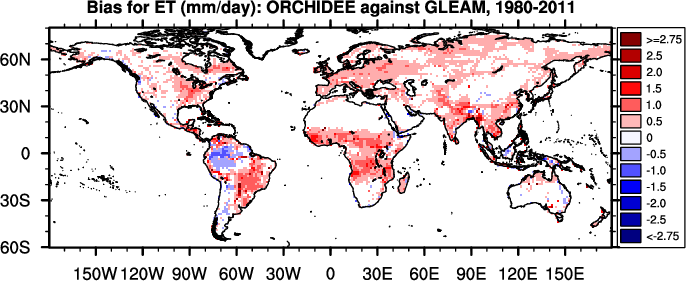 Bias for ET (mm/day): ORCHIDEE against GLEAM, 1980-2011
60N
30N
0
30S
60S
150W 120W 90W 60W 30W 0 30E 60E 90E 120E 150E
>=2.75
2.5
2.0
1.5
1.0
0.5
0
-0.5
-1.0
-1.5
-2.0
-2.5
<-2.75